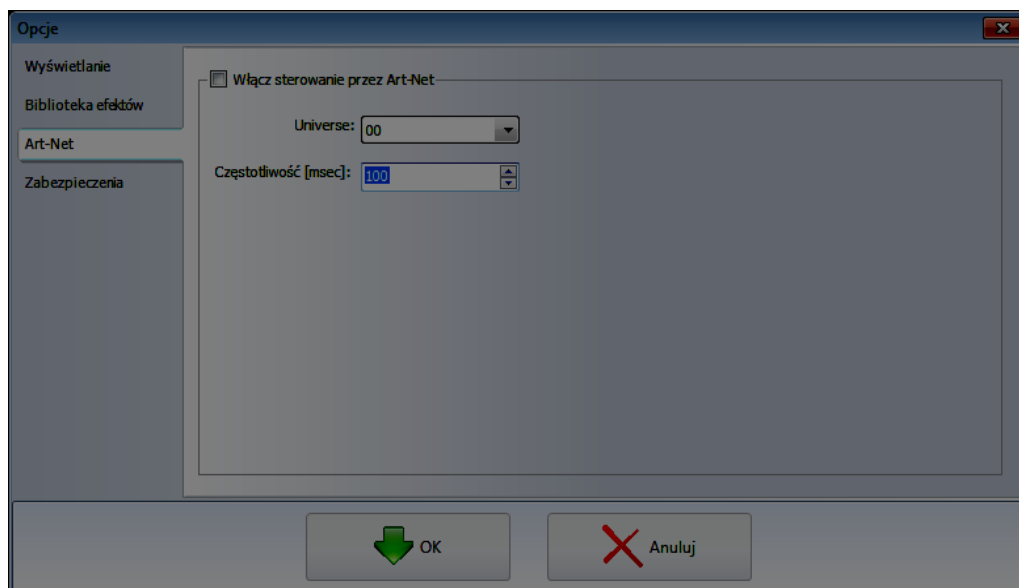 Opcje
Wyświetlanie
Biblioteka efektów
Art-Net
Zabezpieczenia
Włącz sterowanie przez Art-Net
Universe: 00
Częstotliwość [msec]: 100
OK
Anuluj